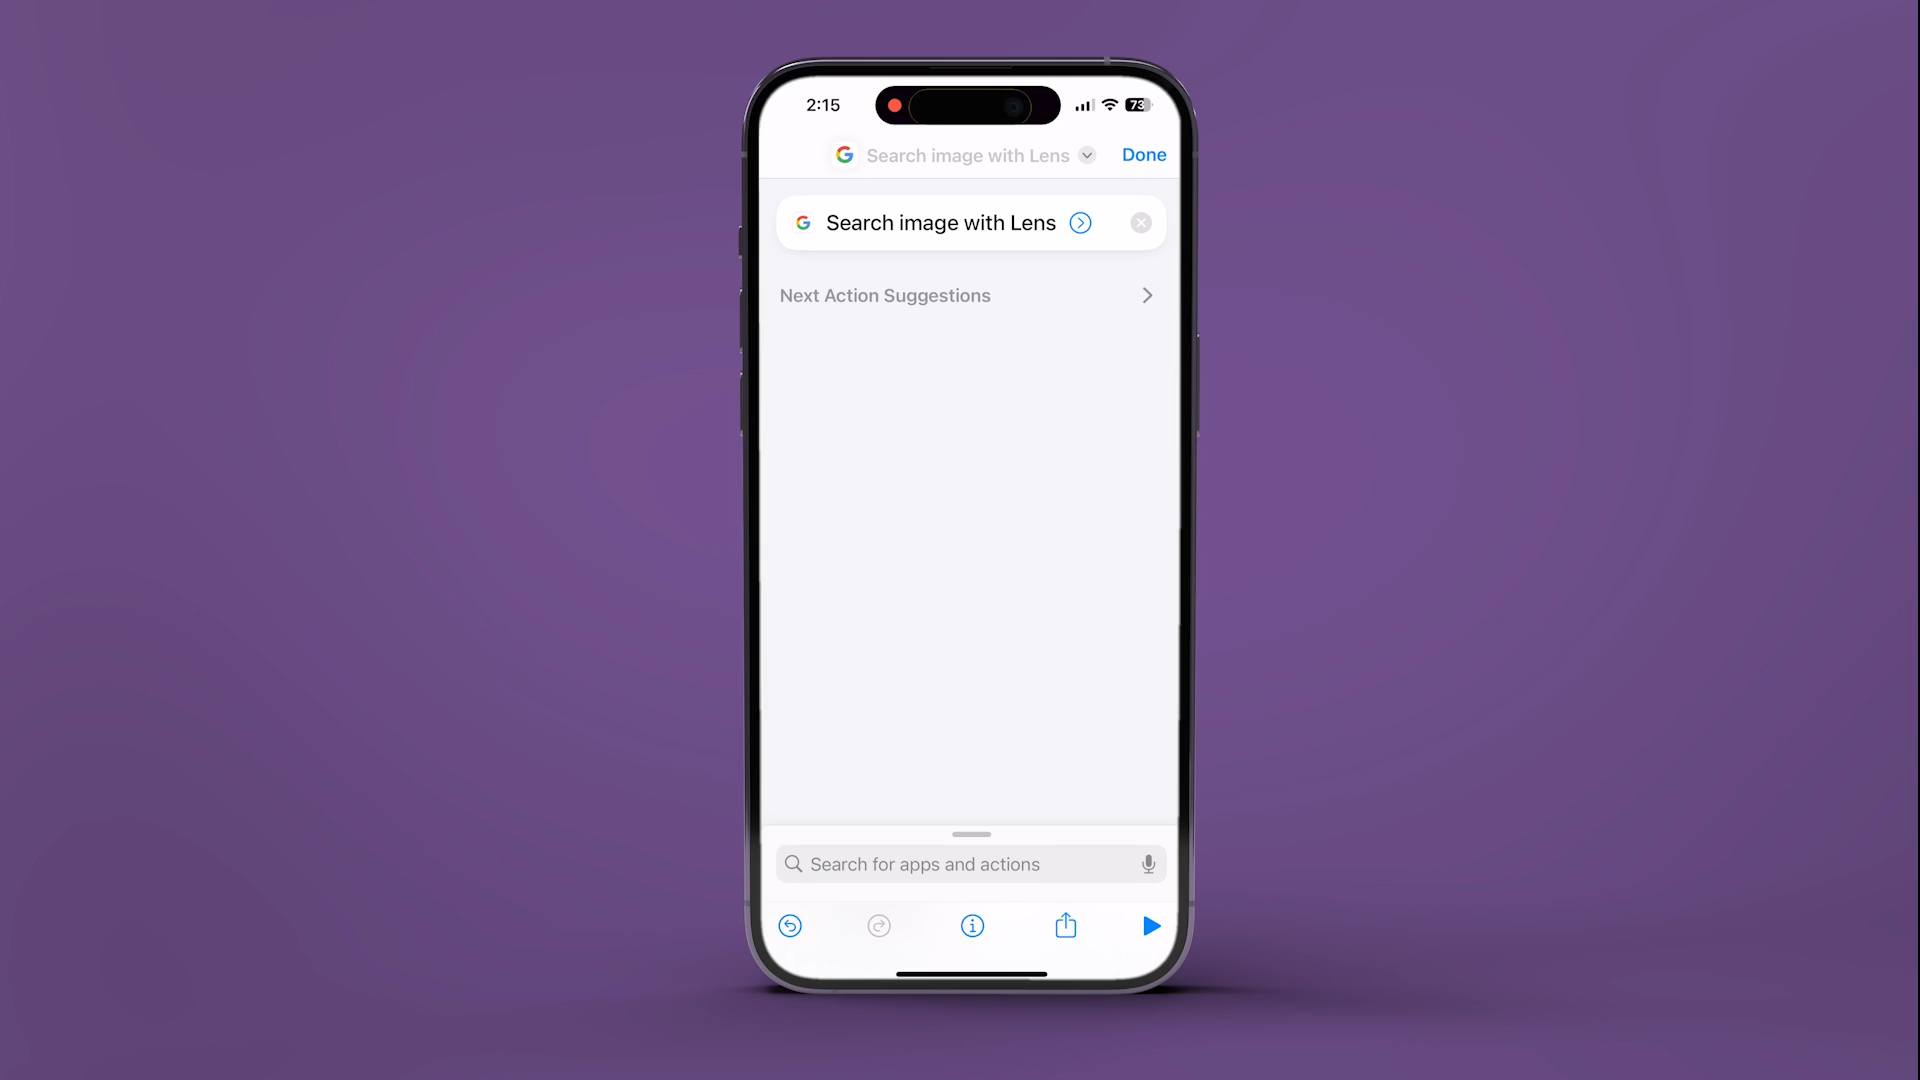 2:15
73
Search image with Lens
Done
Search image with Lens
Next Action Suggestions
Search for apps and actions